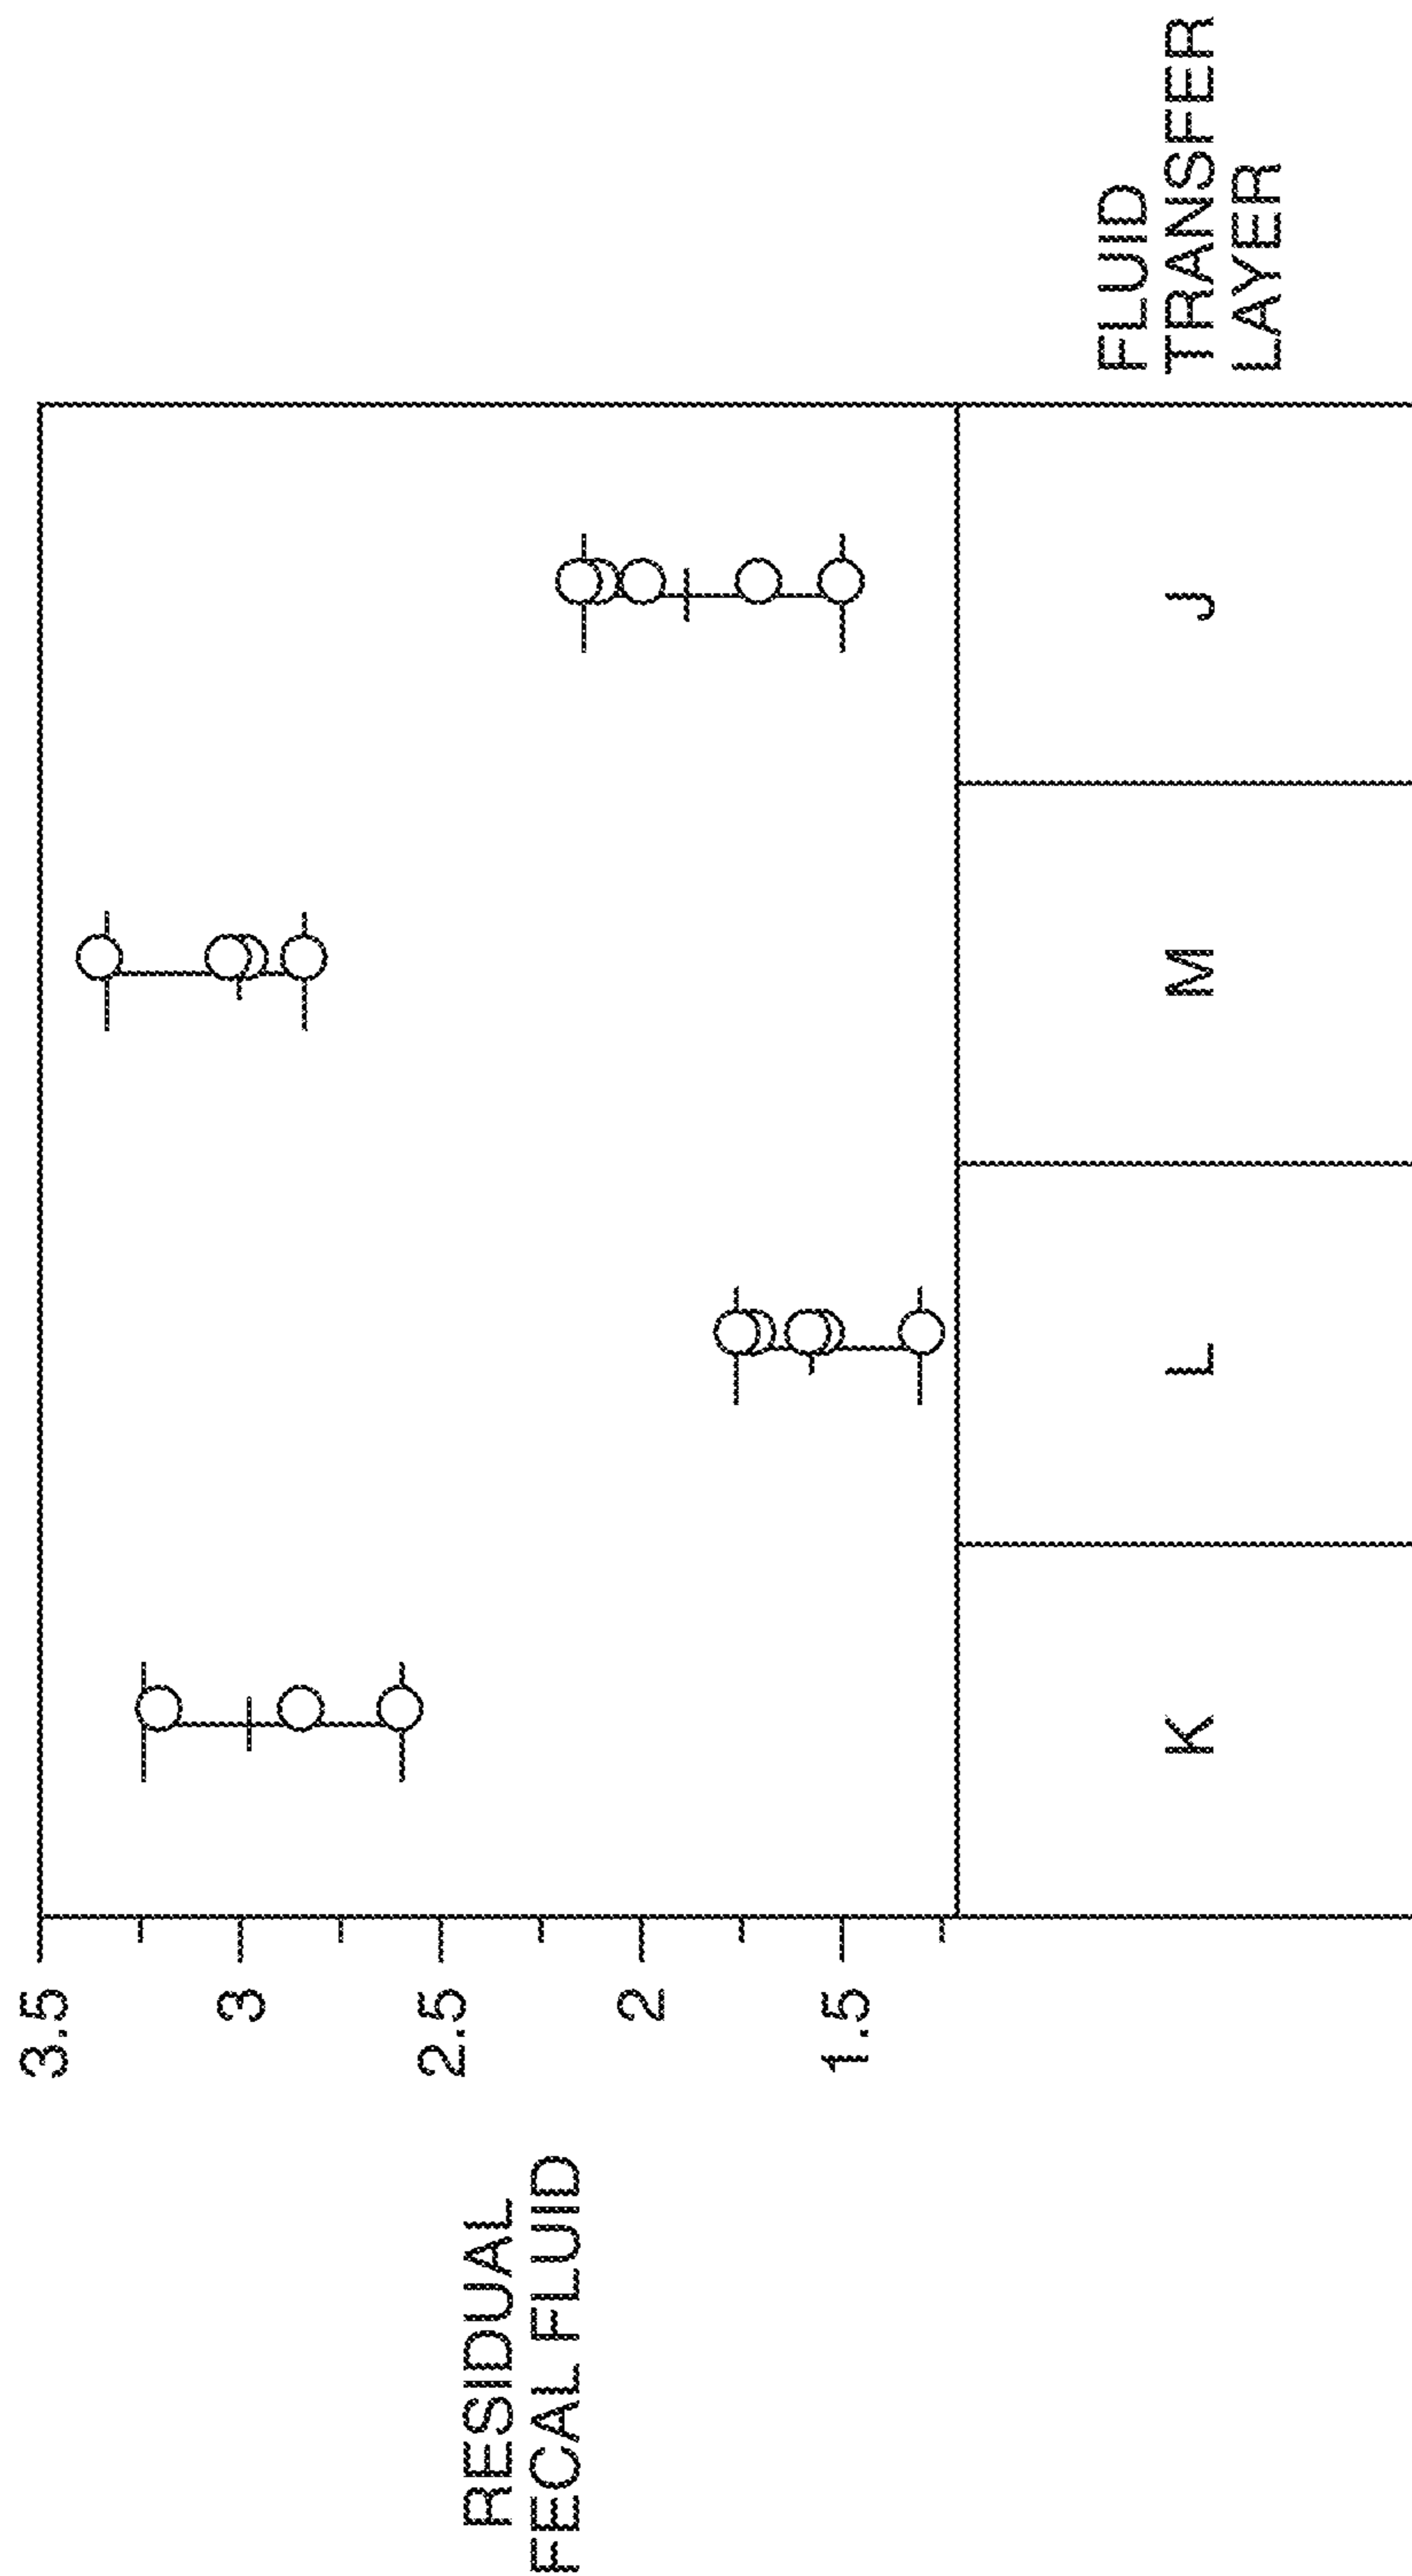 RESIDUAL
FECAL FLUID
3.5
3
2.5
2
1.5
K
L
M
J
FLUID
TRANSFER
LAYER